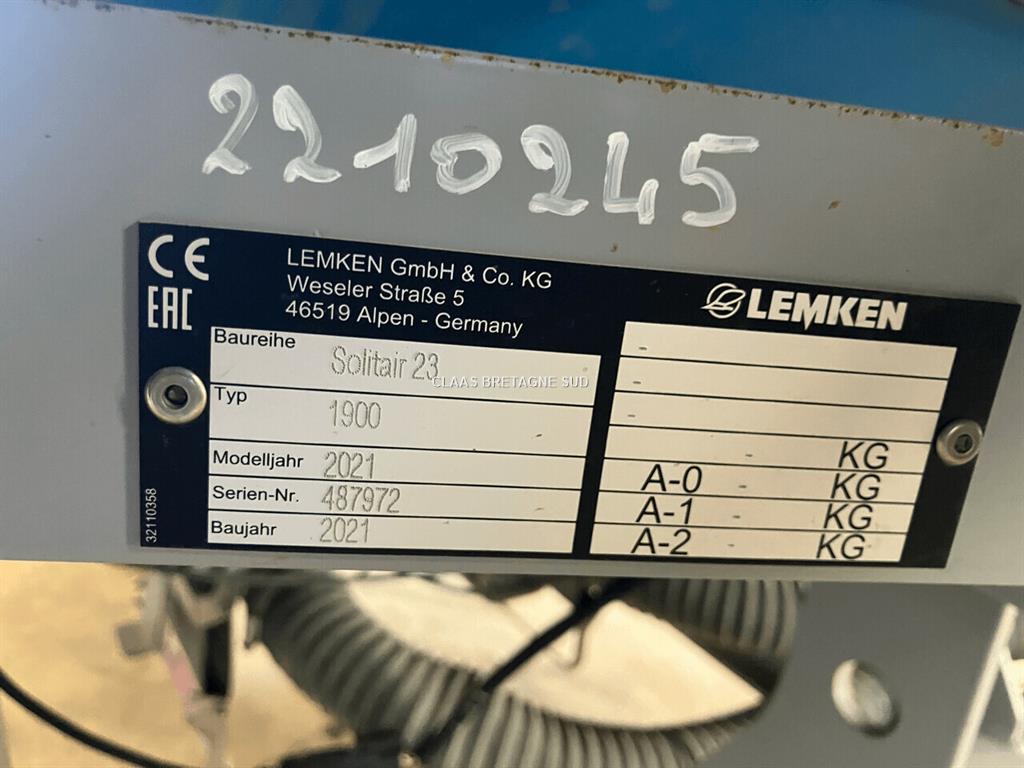 2210245
CE
EAC
LEMKEN GmbH & Co. KG
Weseler Straße 5
46519 Alpen - Germany
LEMKEN
Baureihe Solitair 23
CLAAS BRETAGNE SUD
Typ 1900
Modelljahr 2021
Serien-Nr. 487972
Baujahr 2021
32110358
-
-
-
- KG
A-0 - KG
A-1 - KG
A-2 - KG